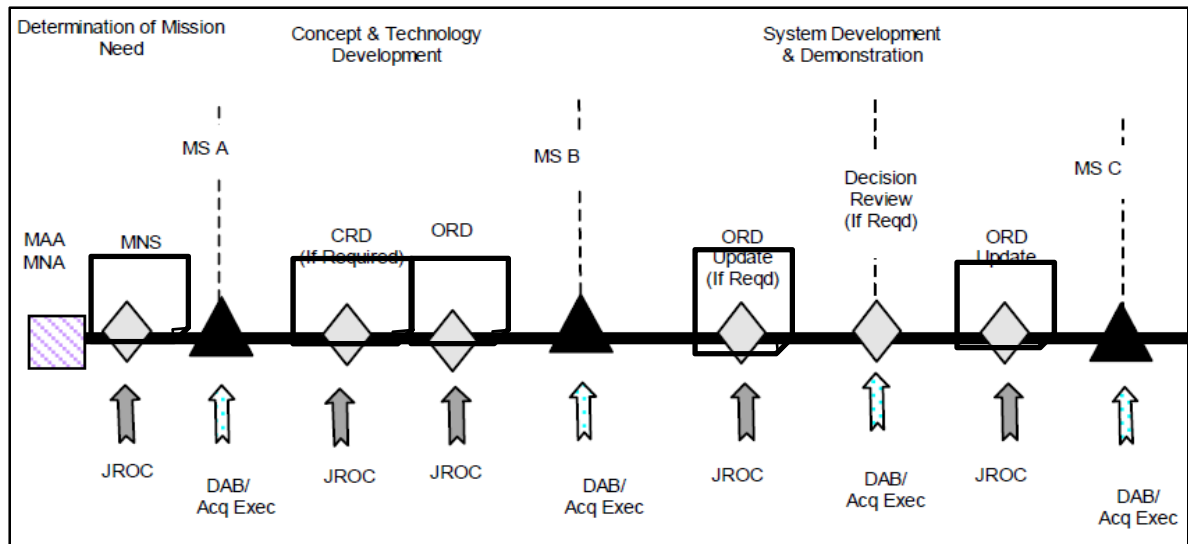 Determination of Mission
Need
Concept & Technology
Development
System Development
& Demonstration
MS A
MS B
MS C
Decision
Review
(If Reqd)
MAA
MNA
MNS
CRD
(If Required)
ORD
ORD
Update
(If Reqd)
ORD
Update
JROC
DAB/
Acq Exec
JROC
JROC
DAB/
Acq Exec
JROC
DAB/
Acq Exec
JROC
DAB/
Acq Exec